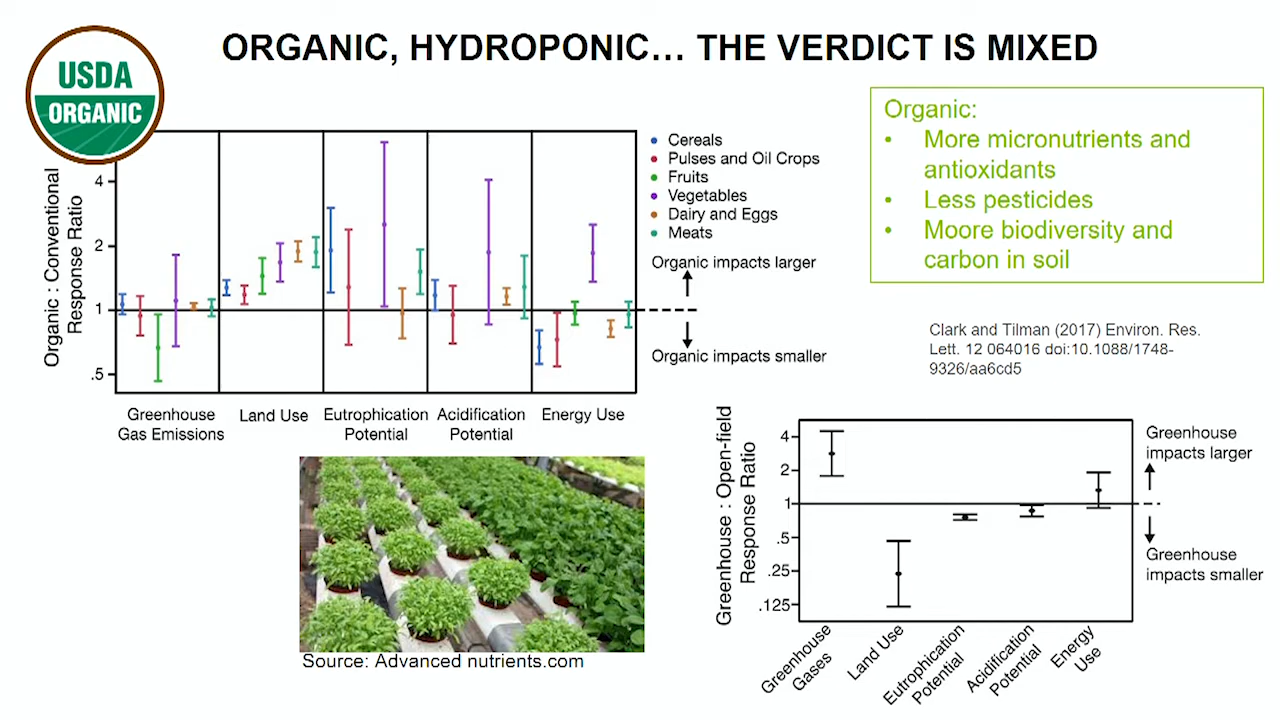 ORGANIC, HYDROPONIC… THE VERDICT IS MIXED
USDA
ORGANIC
Organic : Conventional
Response Ratio
4
2
1
.5
Greenhouse
Gas Emissions
Land Use
Eutrophication
Potential
Acidification
Potential
Energy Use
Cereals
Pulses and Oil Crops
Fruits
Vegetables
Dairy and Eggs
Meats
Organic impacts larger
Organic impacts smaller
Organic:
• More micronutrients and
antioxidants
• Less pesticides
• Moore biodiversity and
carbon in soil
Clark and Tilman (2017) Environ. Res.
Lett. 12 064016 doi:10.1088/1748-
9326/aa6cd5
Source: Advanced nutrients.com
Greenhouse : Open-field
Response Ratio
4
2
1
.5
.25
.125
Greenhouse
Gases
Land Use
Eutrophication
Potential
Acidification
Potential
Energy
Use
Greenhouse
impacts larger
Greenhouse
impacts smaller